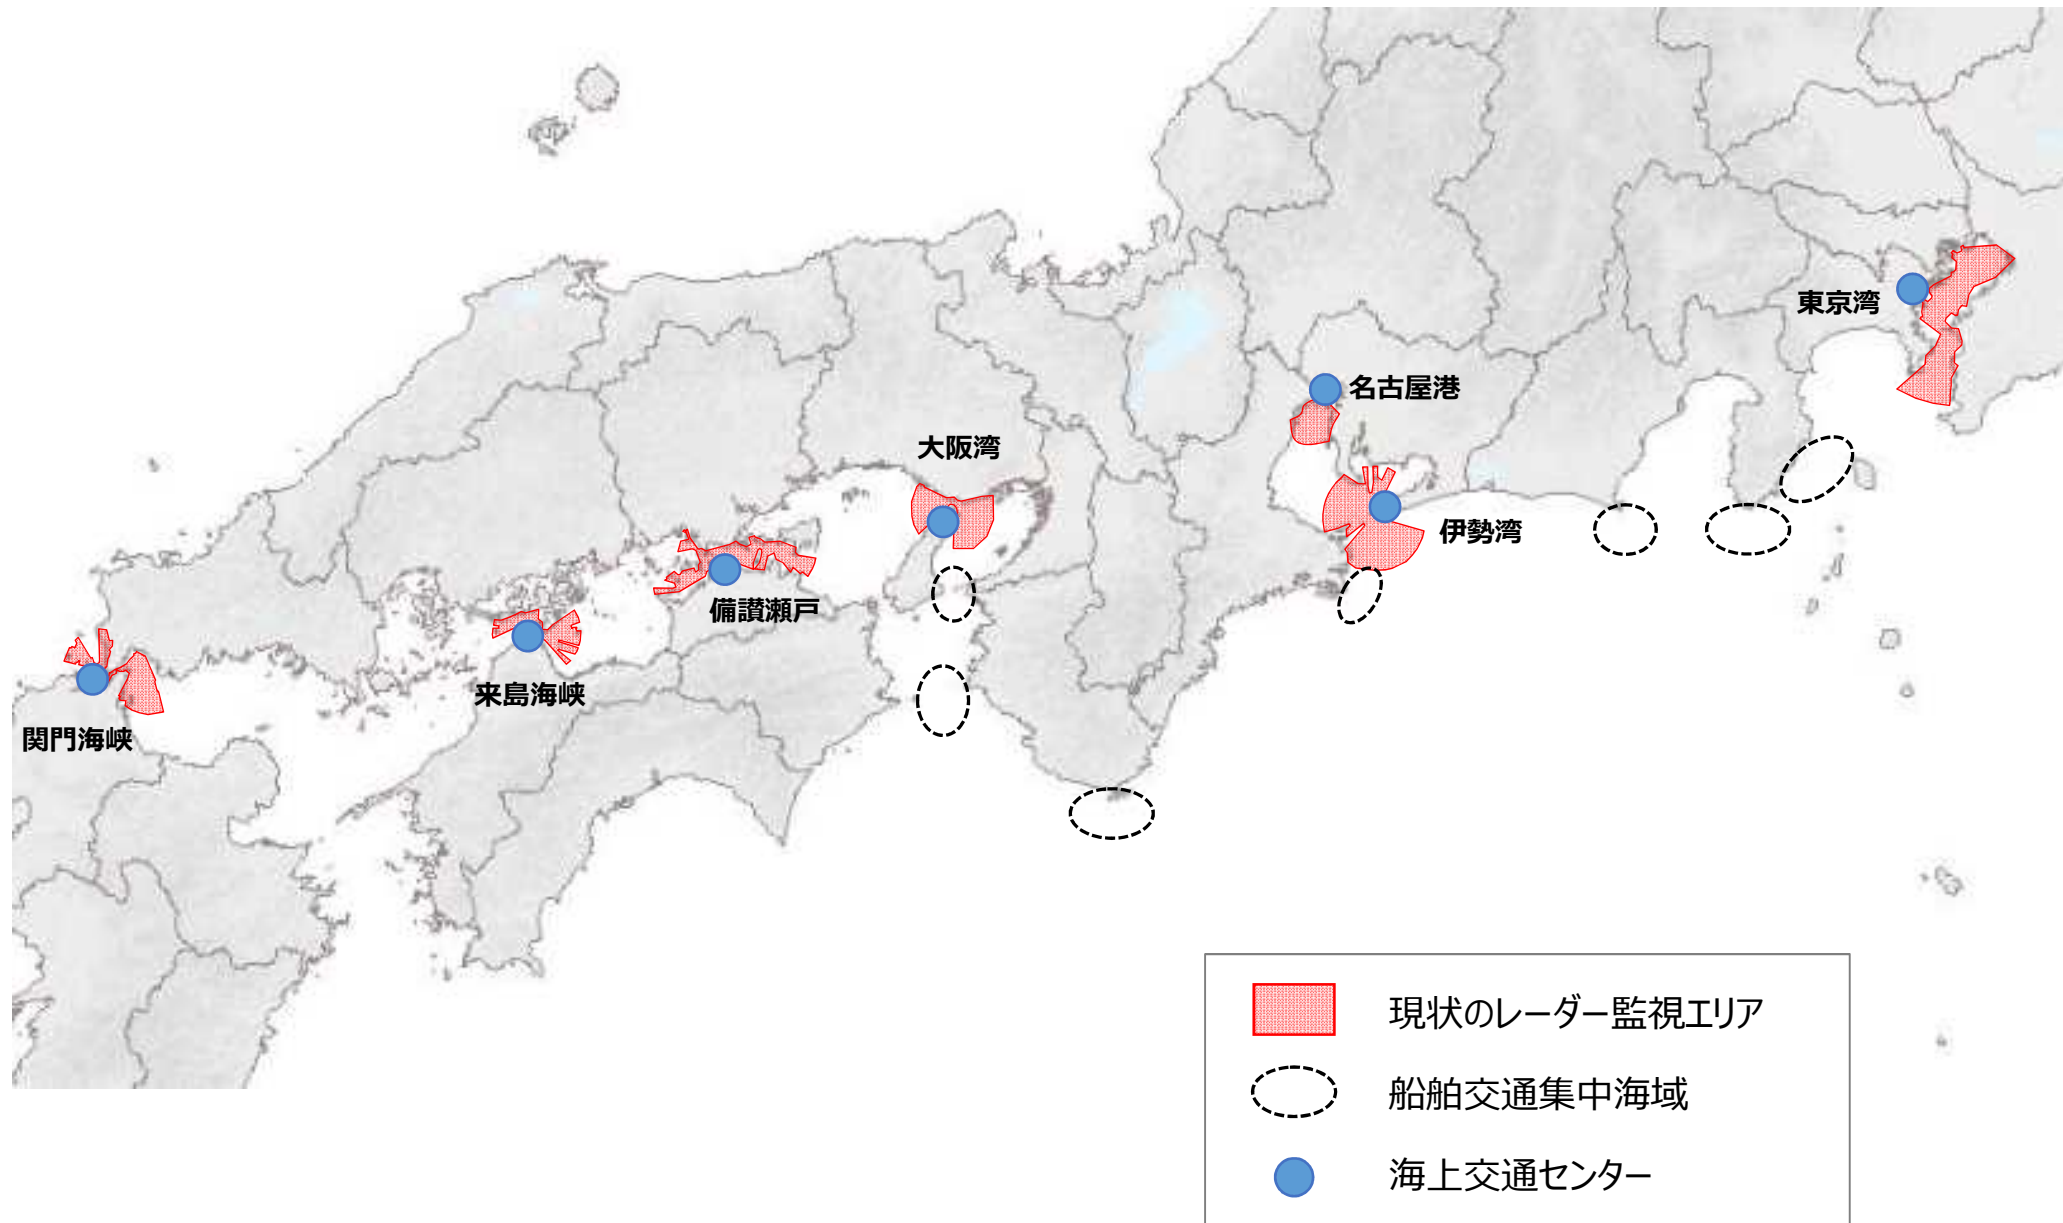 東京湾
名古屋港
大阪湾
伊勢湾
備讃瀬戸
来島海峡
関門海峡
現状のレーダー監視エリア
船舶交通集中海域
海上交通センター